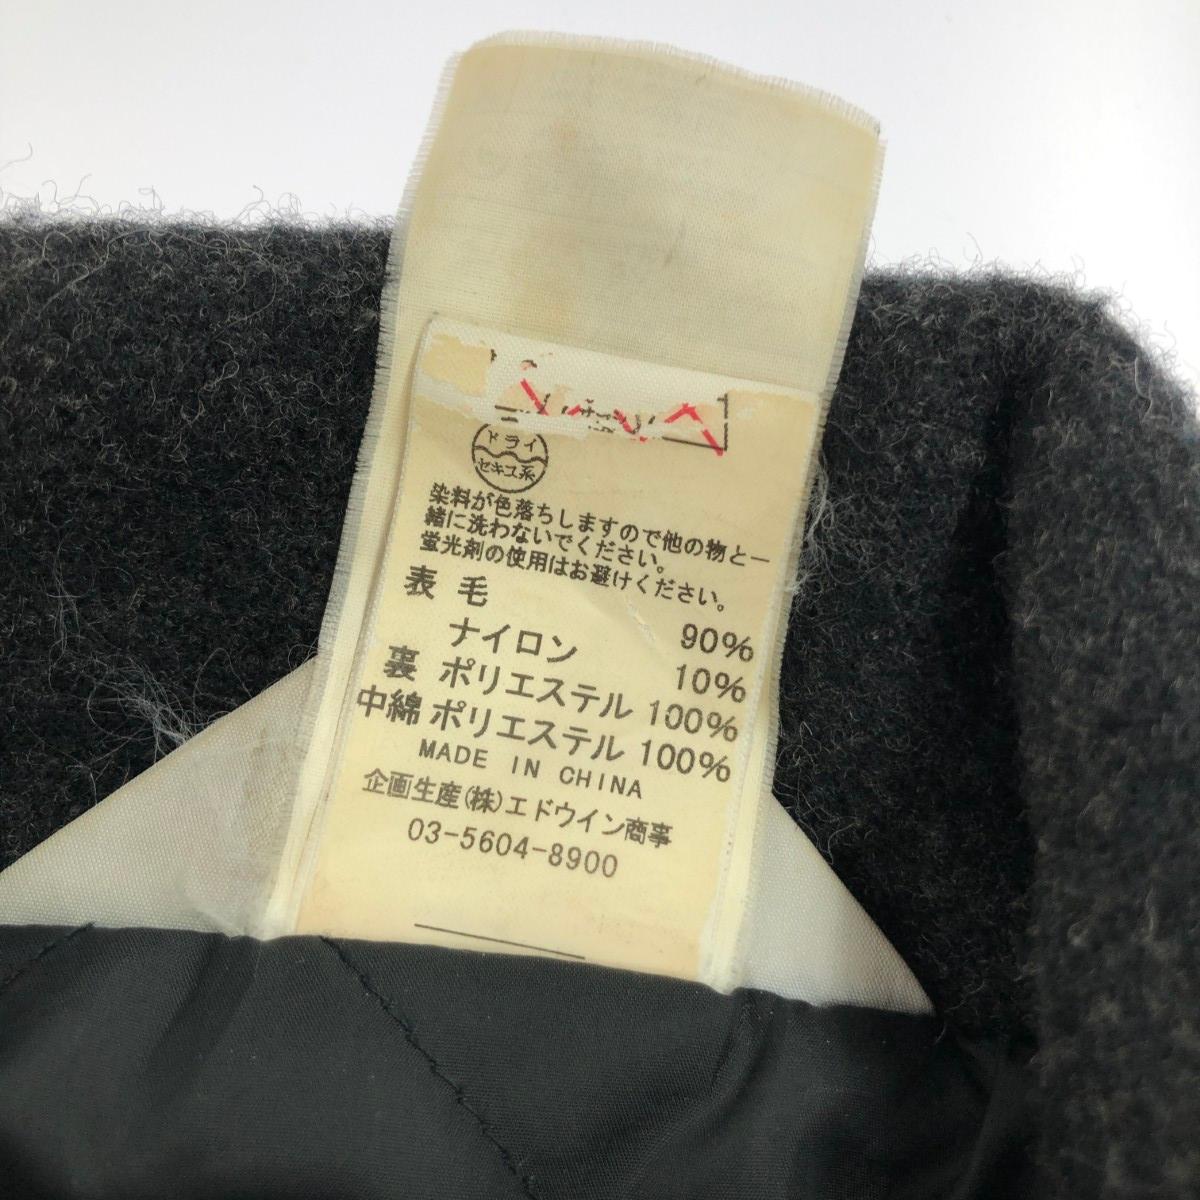 ドライ
セキユ系
染料が色落ちしますので他の物と一
緒に洗わないでください。
蛍光剤の使用はお避けください。
表 毛 90%
ナイロン 10%
裏 ポリエステル 100%
中綿 ポリエステル 100%
MADE IN CHINA
企画生産(株)エドウイン商事
03-5604-8900